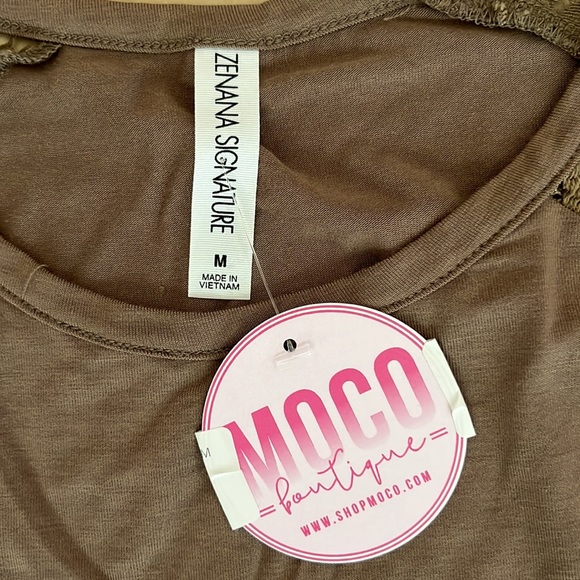 ZENANA SIGNATURE
M
MADE IN
VIETNAM
MOCO
boutique
WWW.SHOPMOCO.COM
M